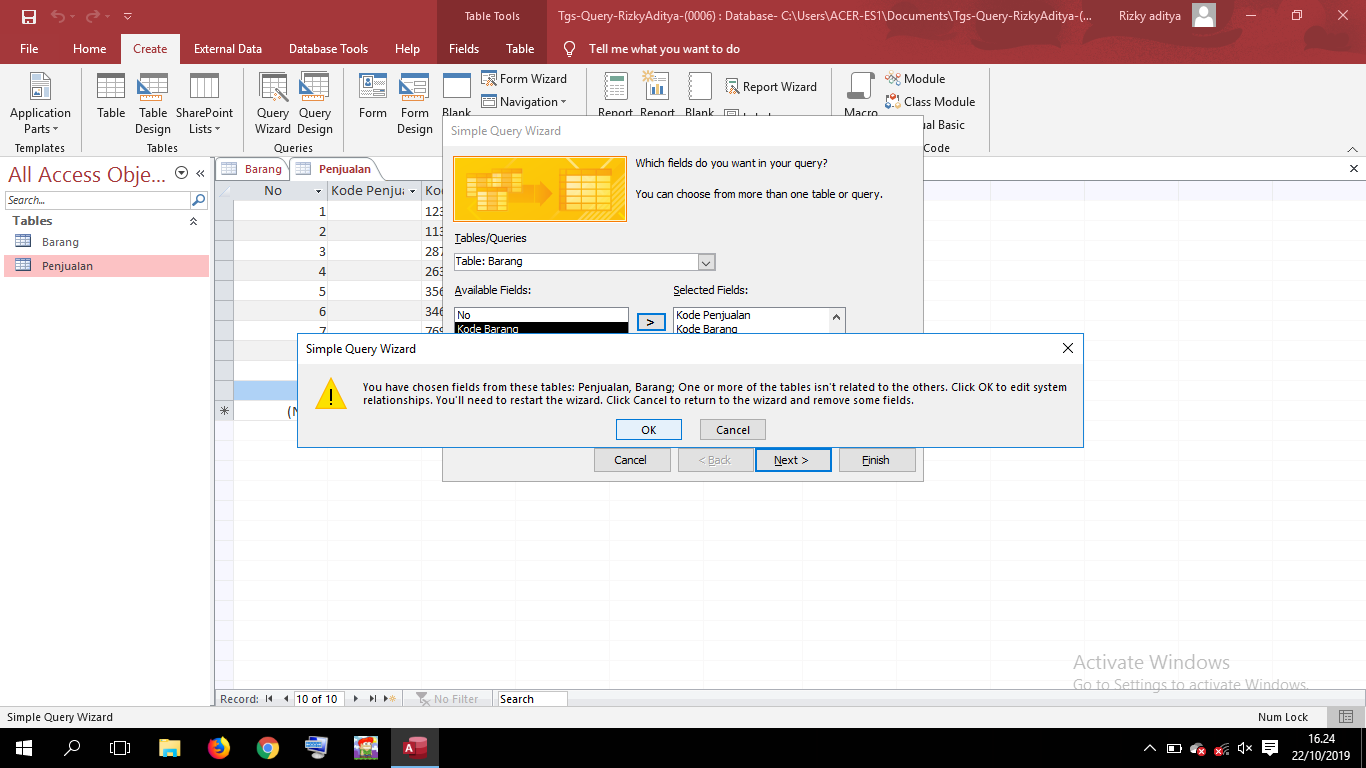 Table Tools
Tgs-Query-RizkyAditya-(0006) : Database- C:\Users\ACER-ES1\Documents\Tgs-Query-RizkyAditya-(...
Rizky aditya
File Home Create External Data Database Tools Help Fields Table Tell me what you want to do
Application Parts
Table
Table Design
SharePoint Lists
Query Wizard
Query Design
Form
Form Design
Blank
Form Wizard
Navigation
Report
Report
Blank
Report Wizard
Macro
Module
Class Module
ual Basic
Templates
Tables
Queries
Code
All Access Obje...
Search...
Tables
Barang
Penjualan
Barang
Penjualan
No Kode Penjua Ko
1 123
2 113
3 287
4 263
5 356
6 346
7 769
(N
Simple Query Wizard
Which fields do you want in your query?
You can choose from more than one table or query.
Tables/Queries
Table: Barang
Available Fields:
Selected Fields:
No
Kode Barang
>
Kode Penjualan
Kode Barang
Simple Query Wizard
You have chosen fields from these tables: Penjualan, Barang; One or more of the tables isn't related to the others. Click OK to edit system
relationships. You'll need to restart the wizard. Click Cancel to return to the wizard and remove some fields.
OK Cancel
Cancel < Back Next > Finish
Activate Windows
Go to Settings to activate Windows.
Record: 10 of 10 No Filter Search
Simple Query Wizard
Num Lock
16.24
22/10/2019